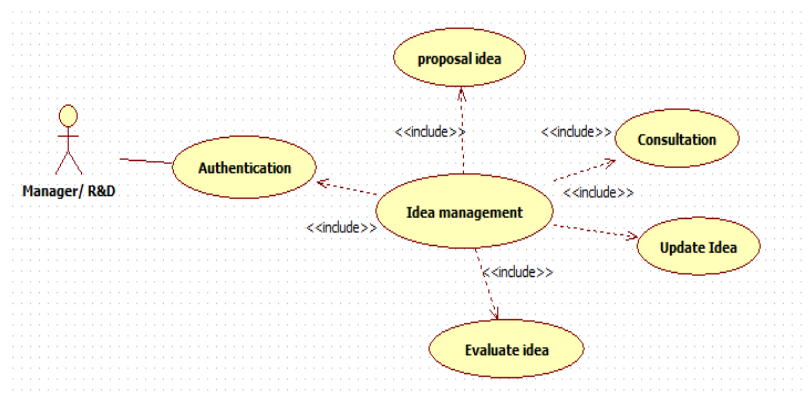 proposal idea
<<include>>
<<include>>
Consultation
Authentication
Manager/ R&D
<<include>>
Idea management
<<include>>
Update Idea
<<include>>
Evaluate idea